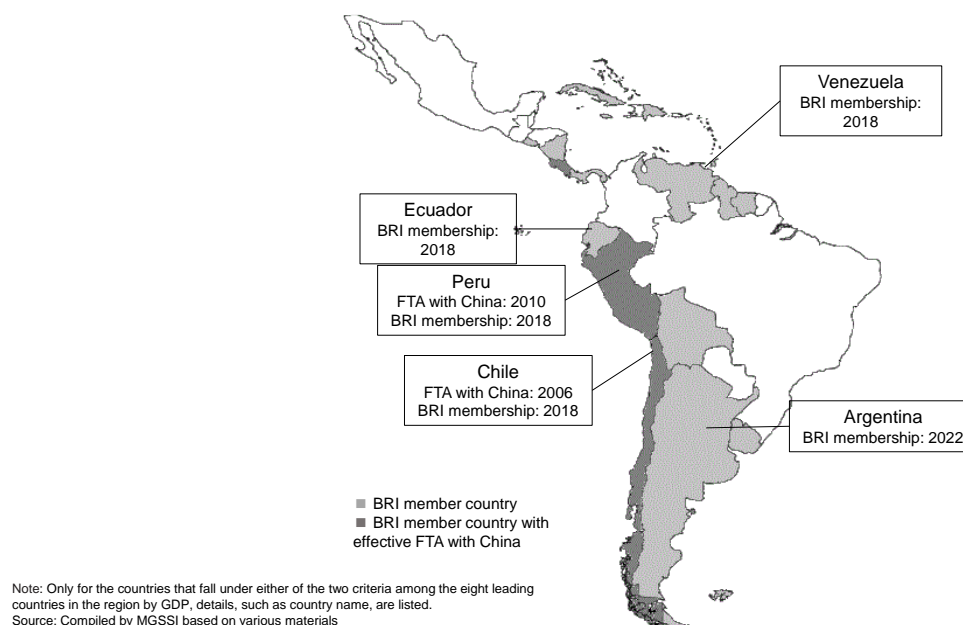 Venezuela
BRI membership:
2018
Ecuador
BRI membership:
2018
Peru
FTA with China: 2010
BRI membership: 2018
Chile
FTA with China: 2006
BRI membership: 2018
Argentina
BRI membership: 2022
BRI member country
BRI member country with
effective FTA with China
Note: Only for the countries that fall under either of the two criteria among the eight leading
countries in the region by GDP, details, such as country name, are listed.
Source: Compiled by MGSSI based on various materials